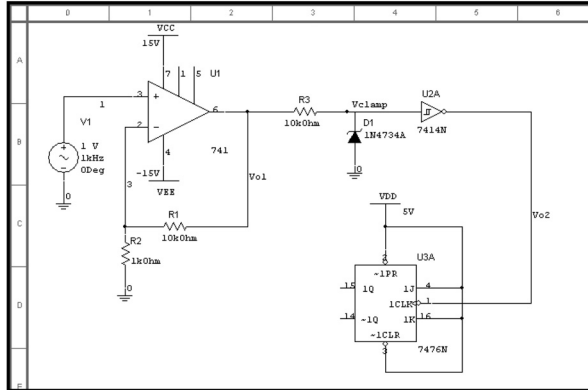 0 1 2 3 4 5 6
A
B
C
D
E
VCC
15V
7 1 5 U1
3
6
2
4
741
-15V
VEE
1
V1
1 V
1kHz
0Deg
0
3
R1
10kOhm
R2
1kOhm
0
Vo1
R3
10kOhm
Vclamp
D1
1N4734A
0
U2A
7414N
Vo2
VDD
5V
U3A
2
~1PR
15 1Q 1J 4
1CLK 1
14 ~1Q 1K 16
~1CLR
3
7476N